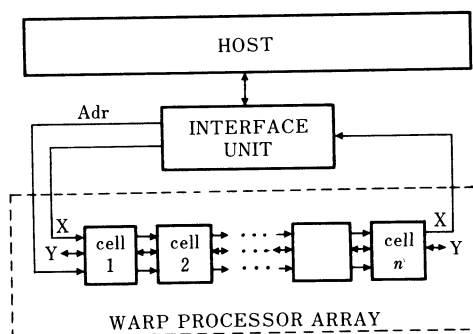 HOST
Adr
INTERFACE
UNIT
X
X
Y
cell
1
cell
2
cell
n
Y
WARP PROCESSOR ARRAY